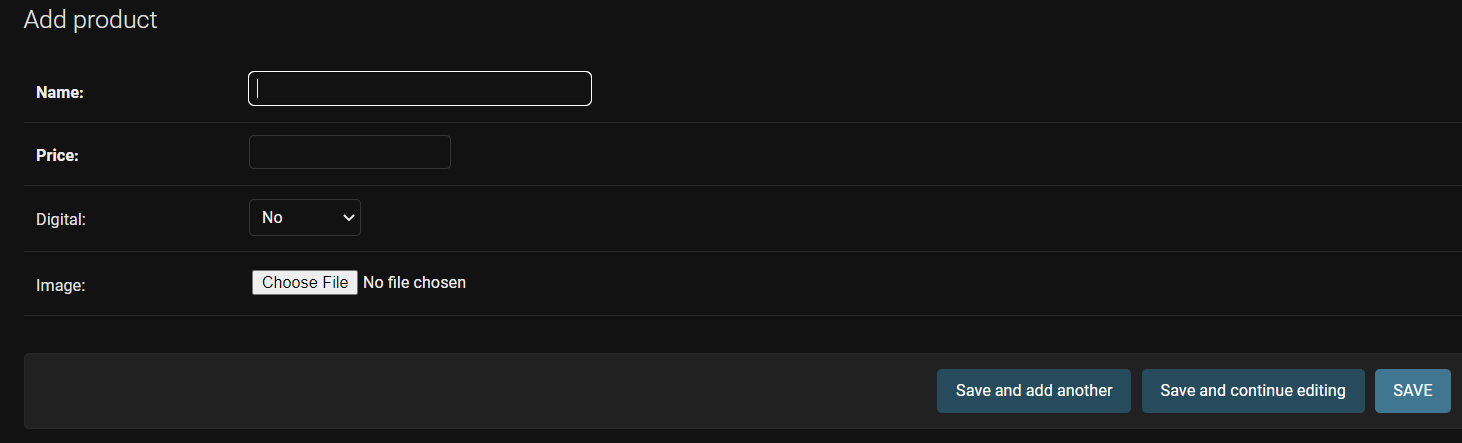 Add product
Name:
Price:
Digital: No
Image: Choose File No file chosen
Save and add another Save and continue editing SAVE